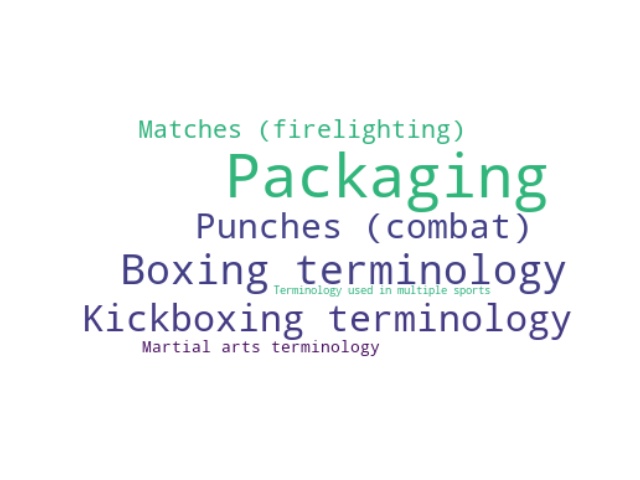 Matches (firelighting)
Packaging
Punches (combat)
Boxing terminology
Terminology used in multiple sports
Kickboxing terminology
Martial arts terminology